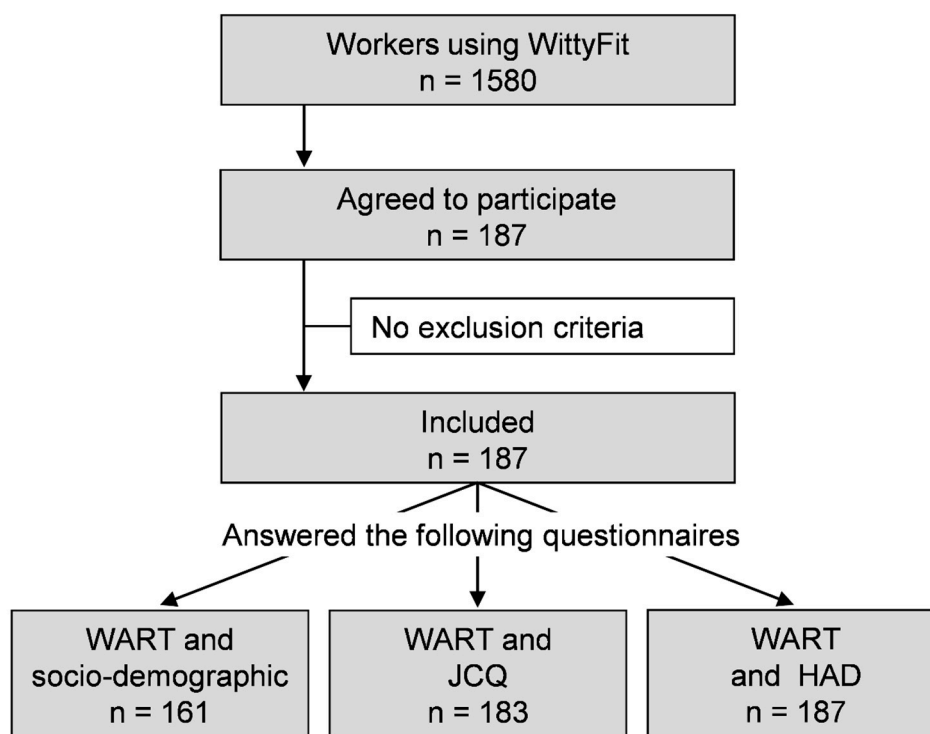 Workers using WittyFit
n = 1580
Agreed to participate
n = 187
No exclusion criteria
Included
n = 187
Answered the following questionnaires
WART and
socio-demographic
n = 161
WART and
JCQ
n = 183
WART
and HAD
n = 187